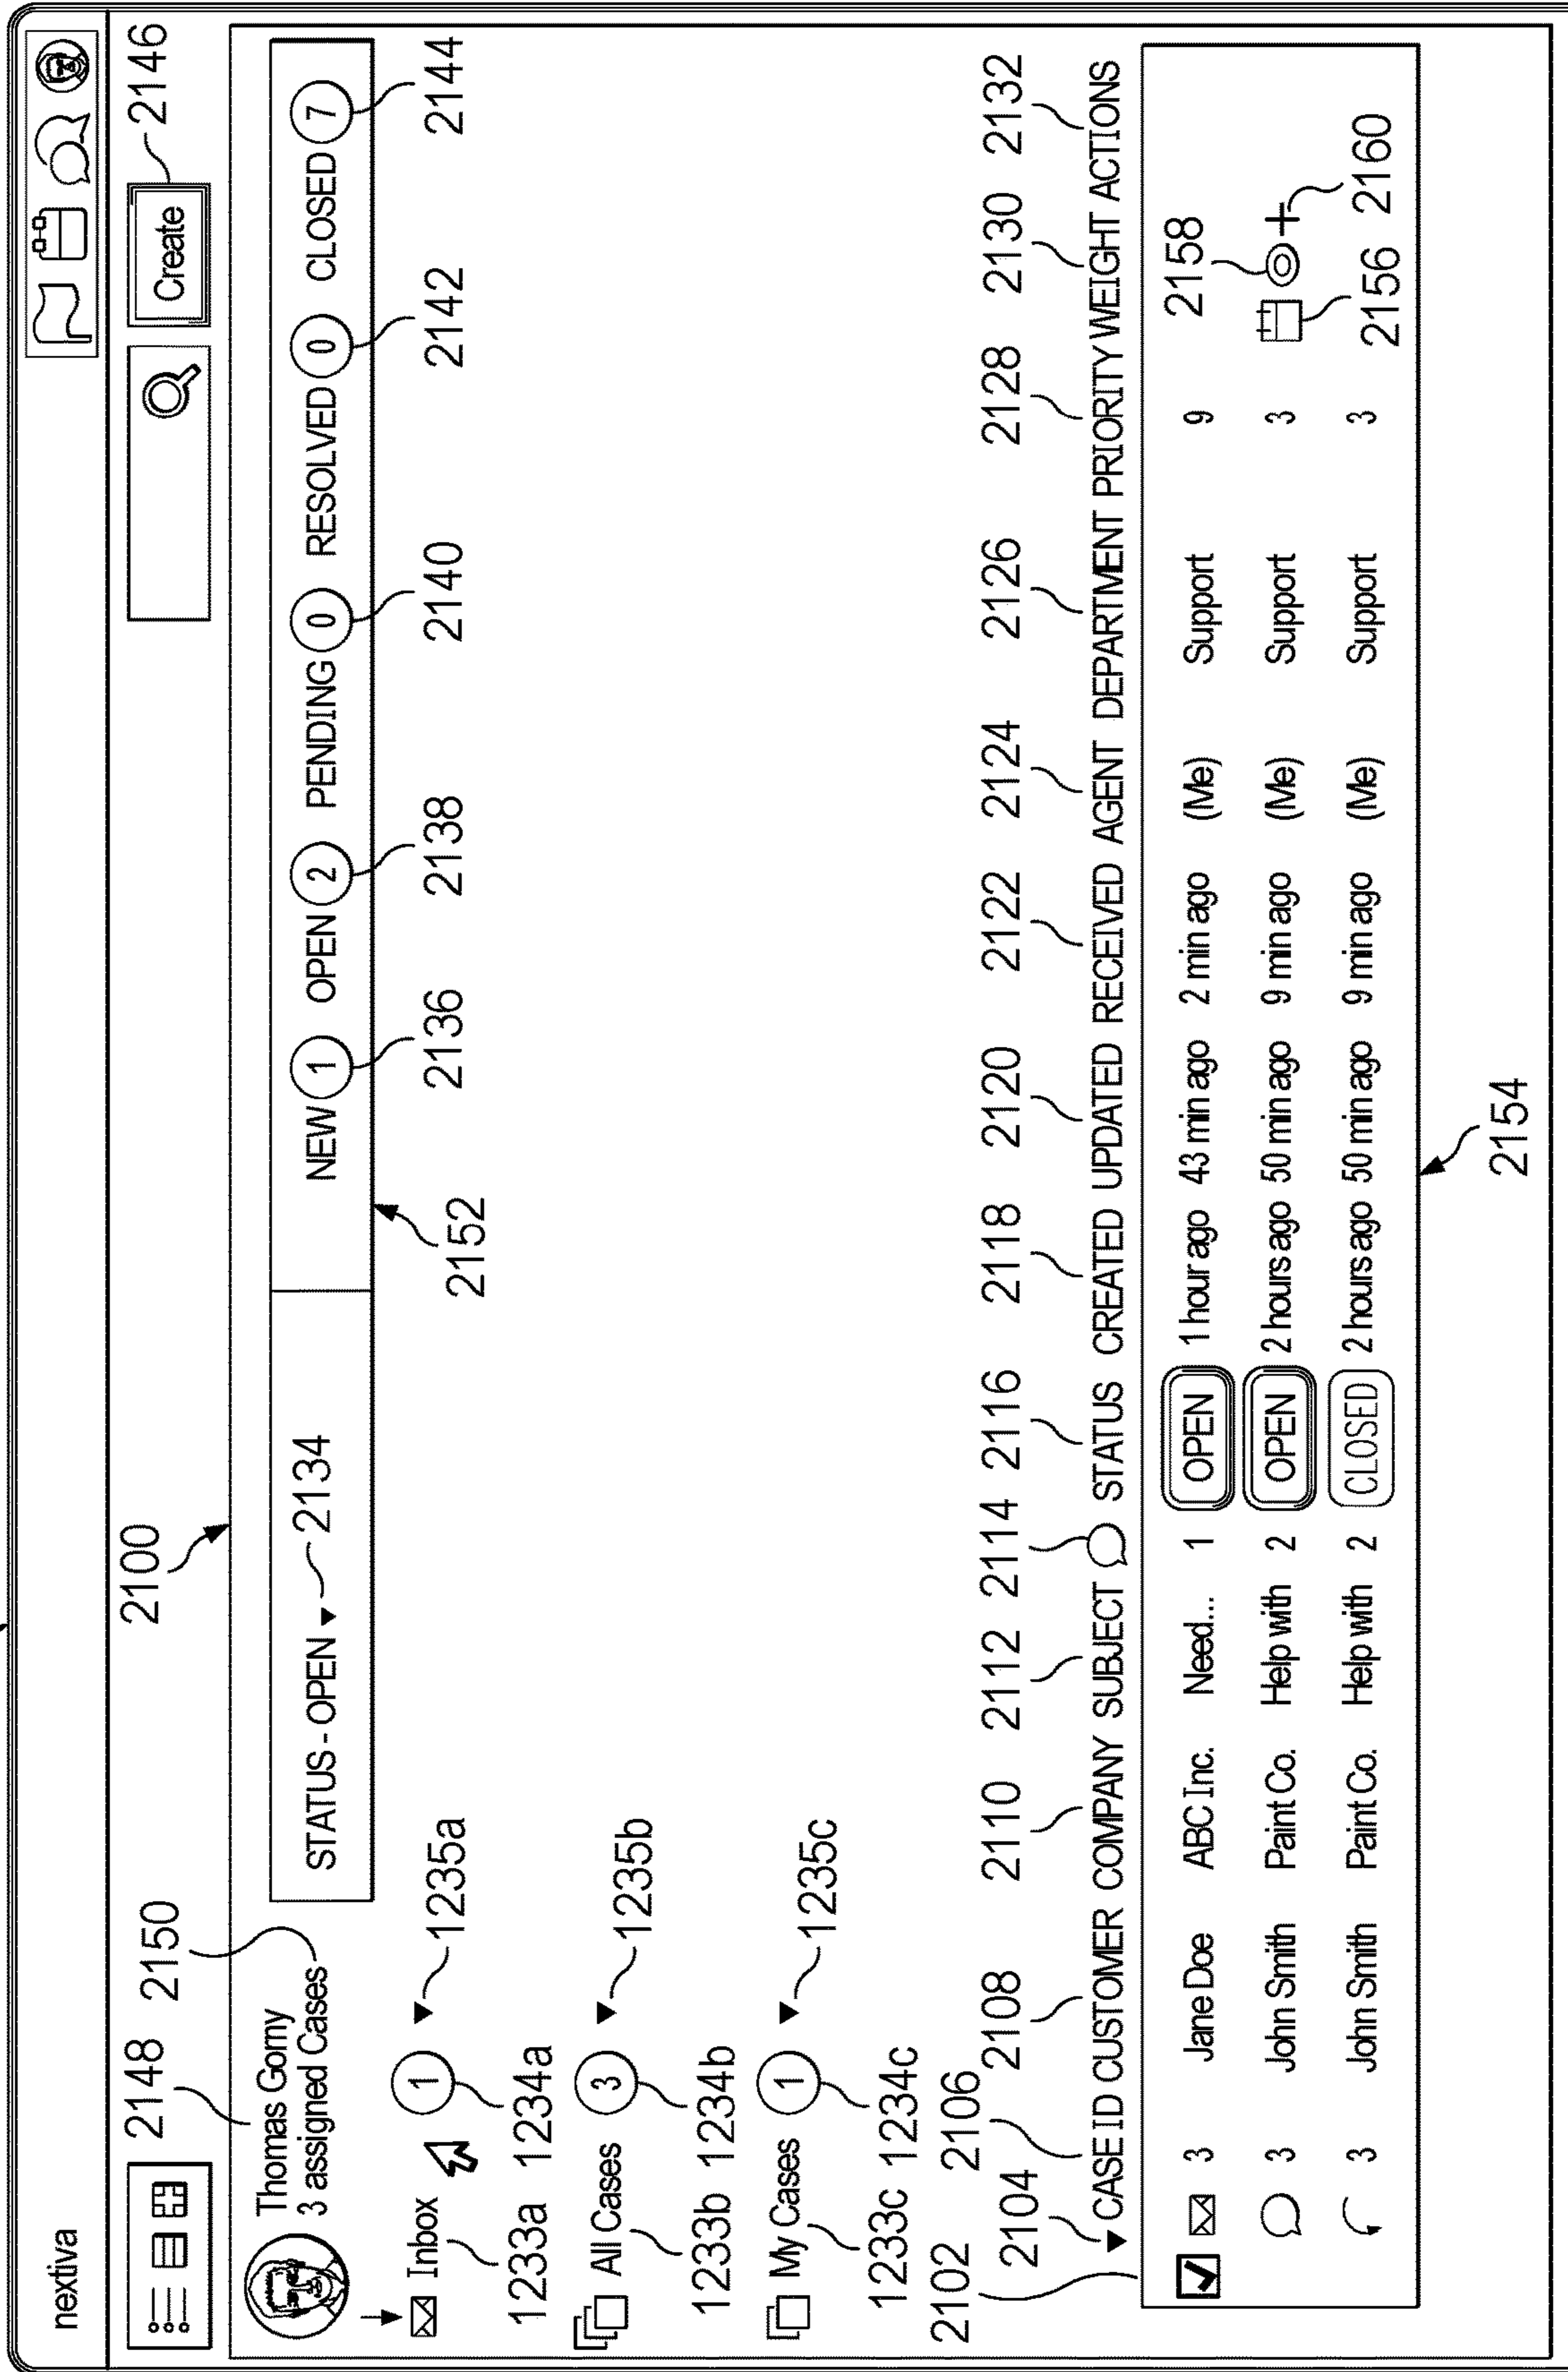 nextiva
2100
2148 2150
Create 2146
Thomas Gorny
3 assigned Cases
STATUS - OPEN 2134
NEW 1 OPEN 2 PENDING 0 RESOLVED 0 CLOSED 7
2152 2136 2138 2140 2142 2144
Inbox 1 1235a
1233a 1234a
All Cases 3 1235b
1233b 1234b
My Cases 1 1235c
1233c 1234c
2102 2104 2106 2108 2110 2112 2114 2116 2118 2120 2122 2124 2126 2128 2130 2132
CASE ID CUSTOMER COMPANY SUBJECT STATUS CREATED UPDATED RECEIVED AGENT DEPARTMENT PRIORITY WEIGHT ACTIONS
3 Jane Doe ABC Inc. Need... 1 OPEN 1 hour ago 43 min ago 2 min ago (Me) Support 9 2158
3 John Smith Paint Co. Help with 2 OPEN 2 hours ago 50 min ago 9 min ago (Me) Support 3
3 John Smith Paint Co. Help with 2 CLOSED 2 hours ago 50 min ago 9 min ago (Me) Support 3 2156 2160
2154